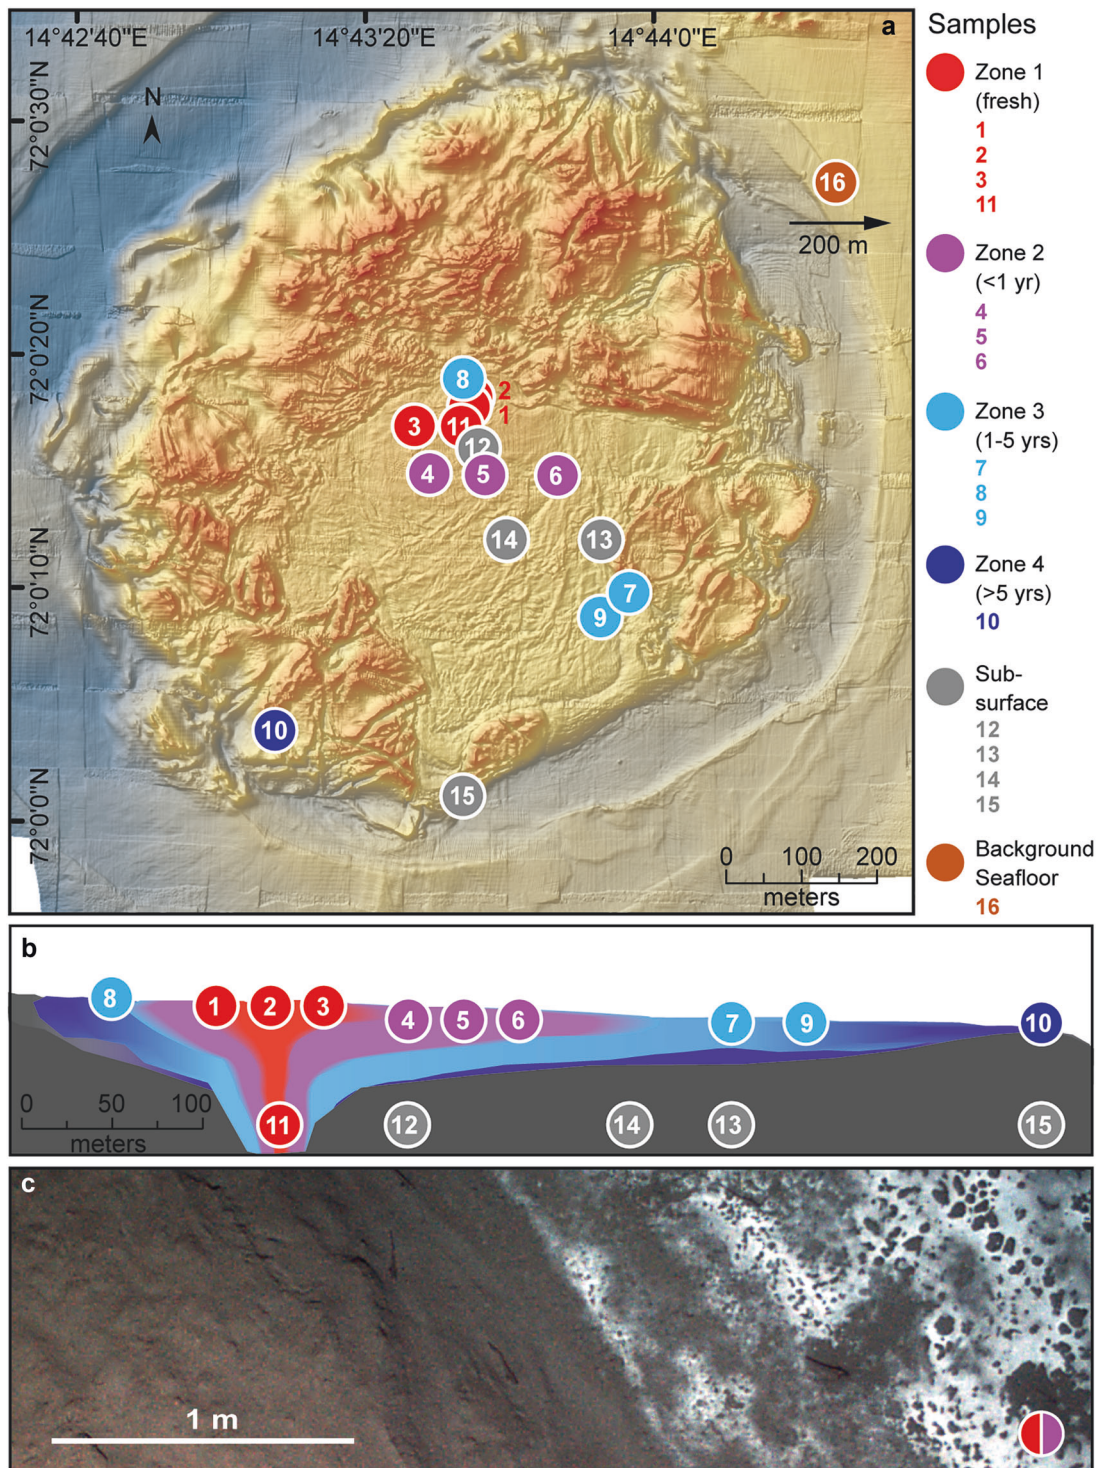 a
14°42'40"E
14°43'20"E
14°44'0"E
72°0'30"N
72°0'20"N
72°0'10"N
72°0'0"N
N
16
200 m
8
2
1
3
11
12
4
5
6
14
13
7
9
10
15
0 100 200
meters
Samples
Zone 1
(fresh)
1
2
3
11
Zone 2
(<1 yr)
4
5
6
Zone 3
(1-5 yrs)
7
8
9
Zone 4
(>5 yrs)
10
Sub-
surface
12
13
14
15
Background
Seafloor
16
b
8 1 2 3 4 5 6 7 9 10
0 50 100
meters
11 12 14 13 15
c
1 m